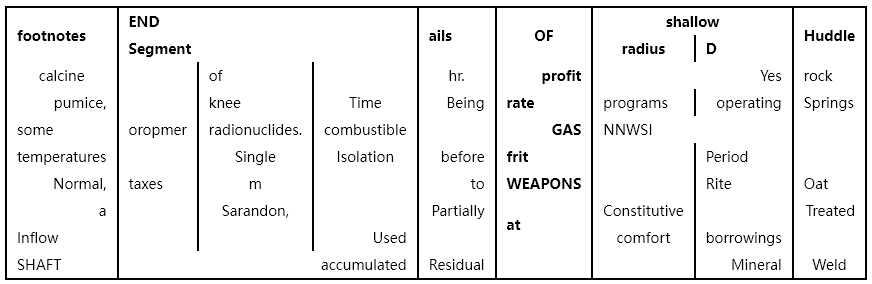 footnotes END Segment ails OF shallow Huddle
radius D
calcine of hr. profit Yes rock
pumice, knee Time Being rate programs operating Springs
some oropmer radionuclides. combustible GAS NNWSI
temperatures Single Isolation before frit Period
Normal, taxes m to WEAPONS Rite Oat
a Sarandon, Partially at Constitutive Treated
Inflow Used comfort borrowings
SHAFT accumulated Residual Mineral Weld